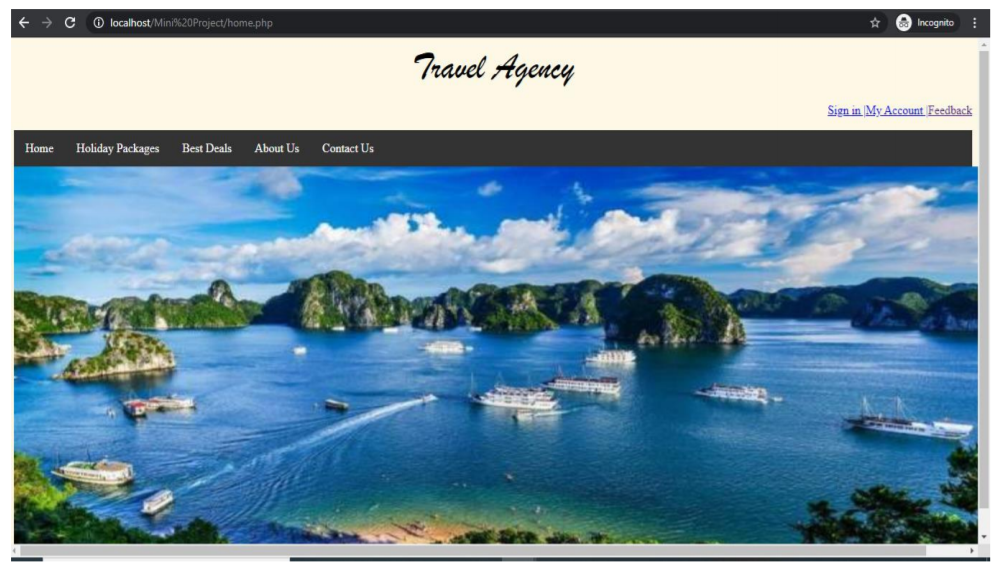 localhost/Mini%20Project/home.php
Incognito
Travel Agency
Sign in |My Account |Feedback
Home Holiday Packages Best Deals About Us Contact Us